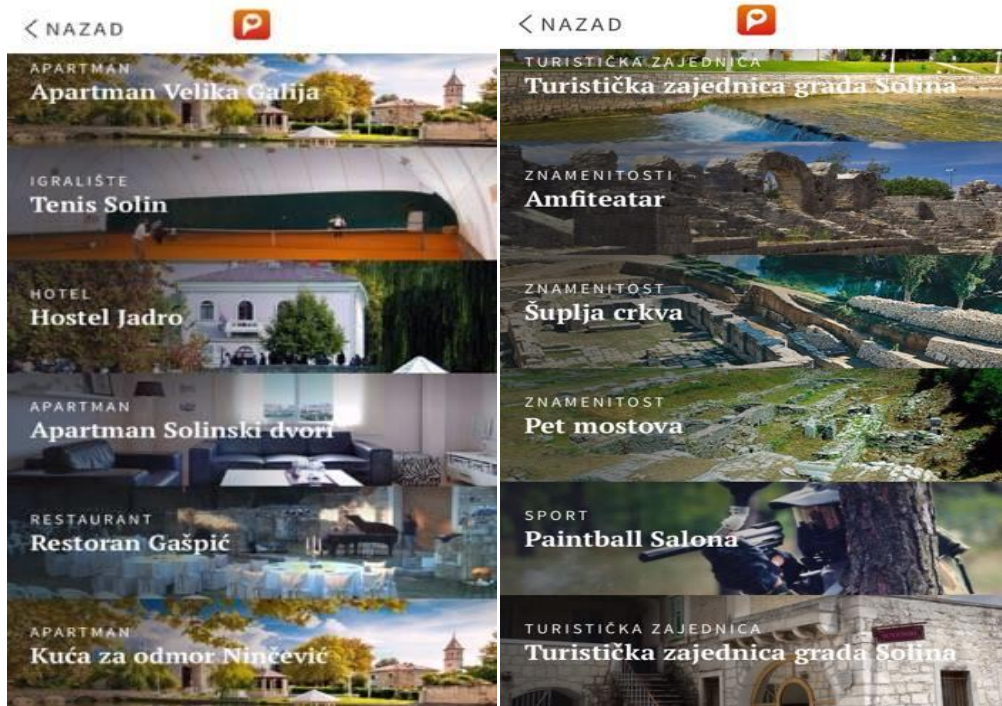 < NAZAD
APARTMAN
Apartman Velika Galija
IGRALIŠTE
Tenis Solin
HOTEL
Hostel Jadro
APARTMAN
Apartman Solinski dvori
RESTAURANT
Restoran Gašpić
APARTMAN
Kuća za odmor Ninčević
< NAZAD
TURISTIČKA ZAJEDNICA
Turistička zajednica grada Solina
ZNAMENITOSTI
Amfiteatar
ZNAMENITOST
Šuplja crkva
ZNAMENITOST
Pet mostova
SPORT
Paintball Salona
TURISTIČKA ZAJEDNICA
Turistička zajednica grada Solina